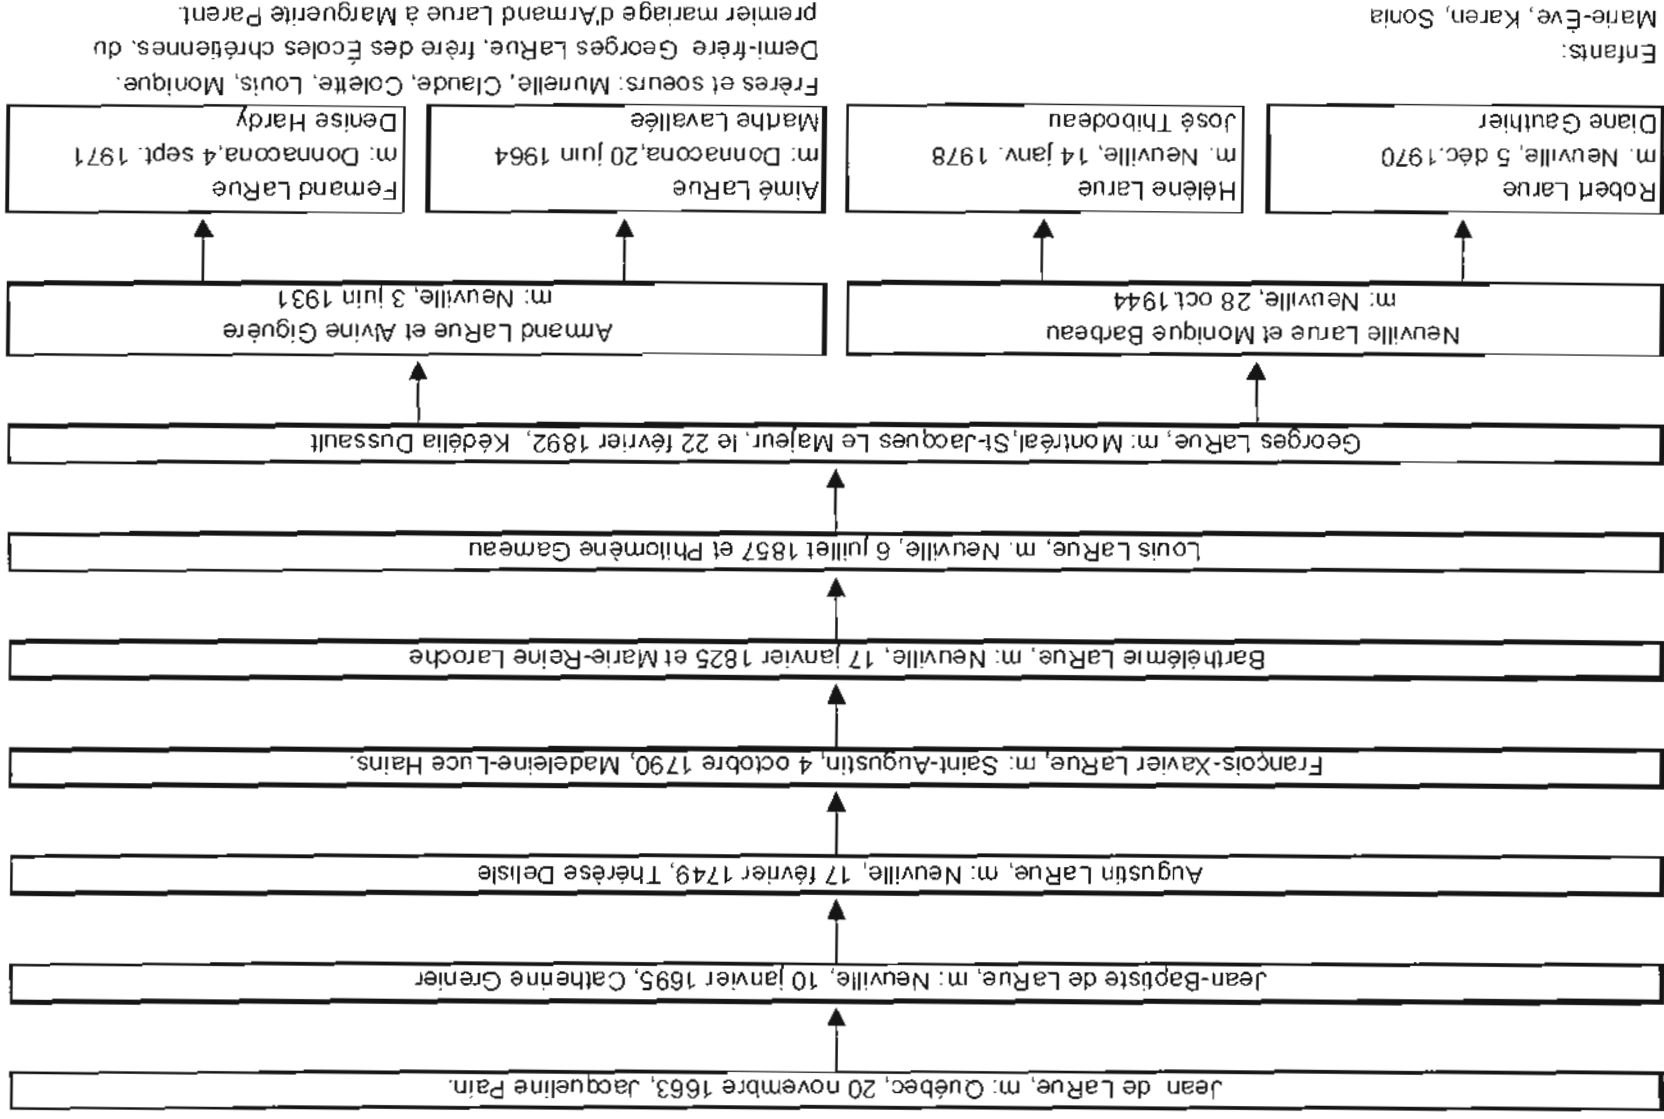 Jean de LaRue, m: Québec, 20 novembre 1663, Jacqueline Pain.
Jean-Baptiste de LaRue, m: Neuville, 10 janvier 1695, Catherine Grenier
Augustin LaRue, m: Neuville, 17 février 1749, Thérèse Delisle
François-Xavier LaRue, m: Saint-Augustin, 4 octobre 1790, Madeleine-Luce Hains.
Barthélémie LaRue, m: Neuville, 17 janvier 1825 et Marie-Reine Laroche
Louis LaRue, m. Neuville, 6 juillet 1857 et Philomène Garneau
Georges LaRue, m: Montréal,St-Jacques Le Majeur, le 22 février 1892, Kédélia Dussault
Neuville Larue et Monique Barbeau
m: Neuville, 28 oct.1944
Armand LaRue et Alvine Giguère
m: Neuville, 3 juin 1931
Robert Larue
m. Neuville, 5 déc.1970
Diane Gauthier
Hélène Larue
m. Neuville, 14 janv. 1978
José Thibodeau
Aimé LaRue
m: Donnacona,20 juin 1964
Marthe Lavallée
Fernand LaRue
m: Donnacona,4 sept. 1971
Denise Hardy
Enfants:
Marie-Ève, Karen, Sonia
Frères et soeurs: Murielle, Claude, Colette, Louis, Monique.
Demi-frère Georges LaRue, frère des Écoles chrétiennes, du
premier mariage d'Armand Larue à Marguerite Parent.